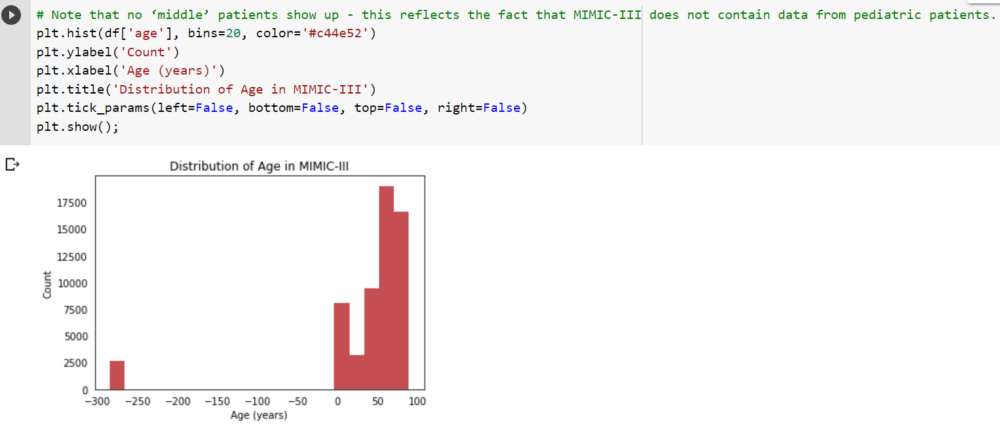 # Note that no ‘middle’ patients show up - this reflects the fact that MIMIC-III does not contain data from pediatric patients.
plt.hist(df['age'], bins=20, color='#c44e52')
plt.ylabel('Count')
plt.xlabel('Age (years)')
plt.title('Distribution of Age in MIMIC-III')
plt.tick_params(left=False, bottom=False, top=False, right=False)
plt.show();
Distribution of Age in MIMIC-III
17500
15000
12500
10000
7500
5000
2500
0
Count
−300 −250 −200 −150 −100 −50 0 50 100
Age (years)